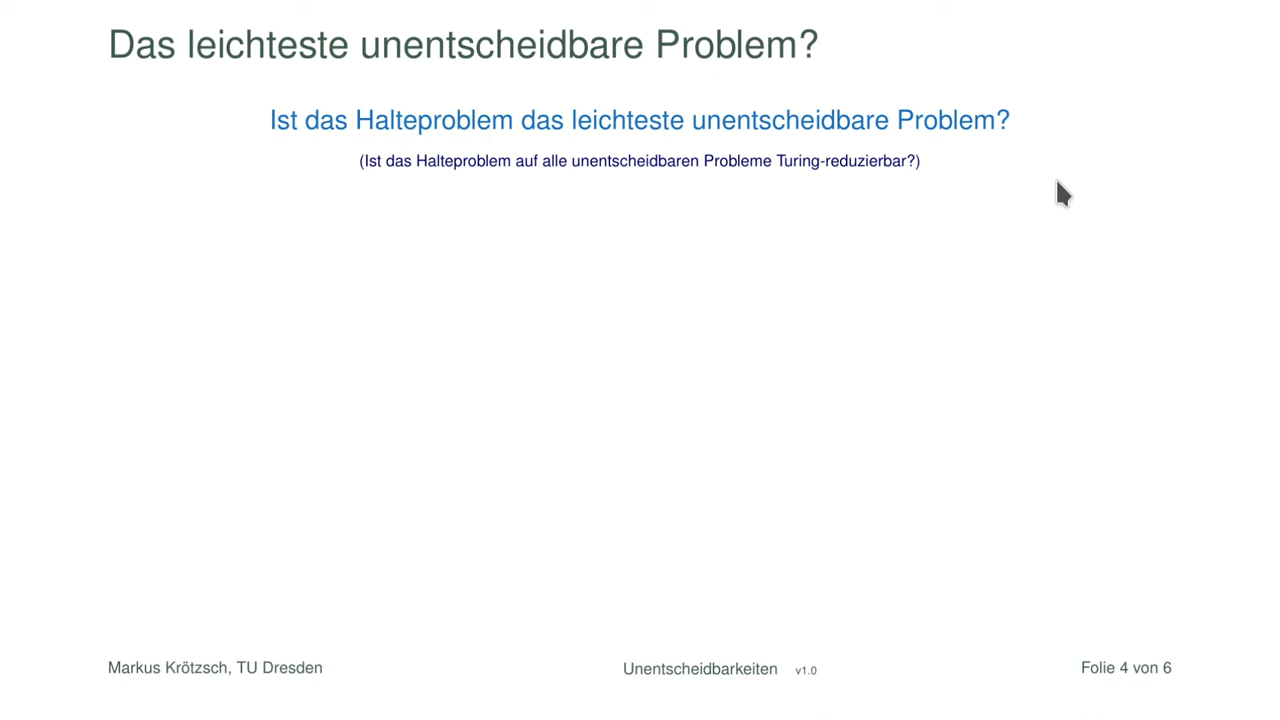 Das leichteste unentscheidbare Problem?
Ist das Halteproblem das leichteste unentscheidbare Problem?
(Ist das Halteproblem auf alle unentscheidbaren Probleme Turing-reduzierbar?)
Markus Krötzsch, TU Dresden Unentscheidbarkeiten v1.0 Folie 4 von 6